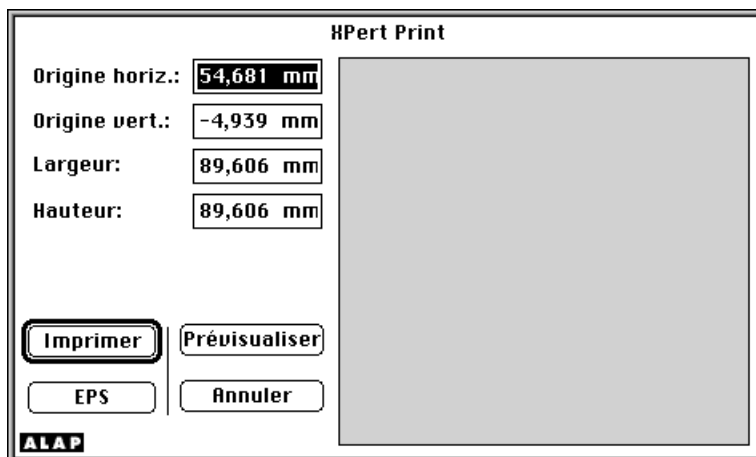 XPert Print
Origine horiz.: 54,681 mm
Origine vert.: -4,939 mm
Largeur: 89,606 mm
Hauteur: 89,606 mm
Imprimer Prévisualiser
EPS Annuler
ALAP